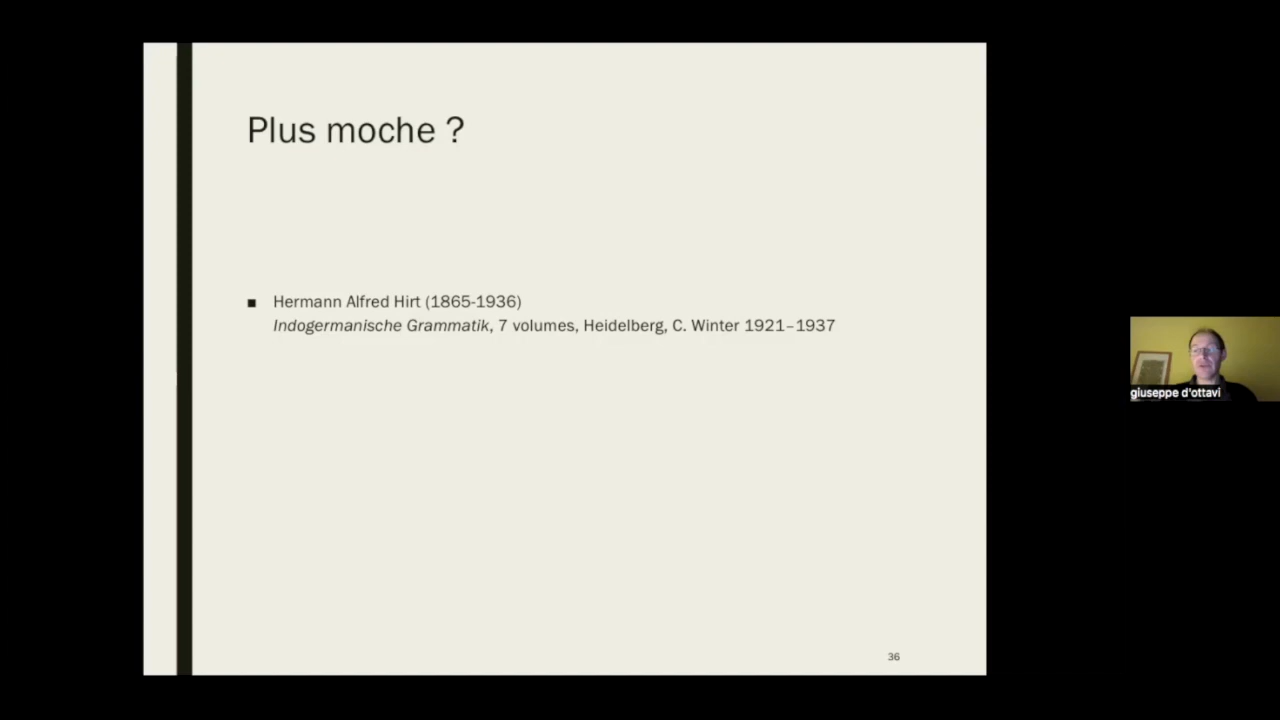 Plus moche ?
■ Hermann Alfred Hirt (1865-1936)
Indogermanische Grammatik, 7 volumes, Heidelberg, C. Winter 1921–1937
giuseppe d'ottavi
36